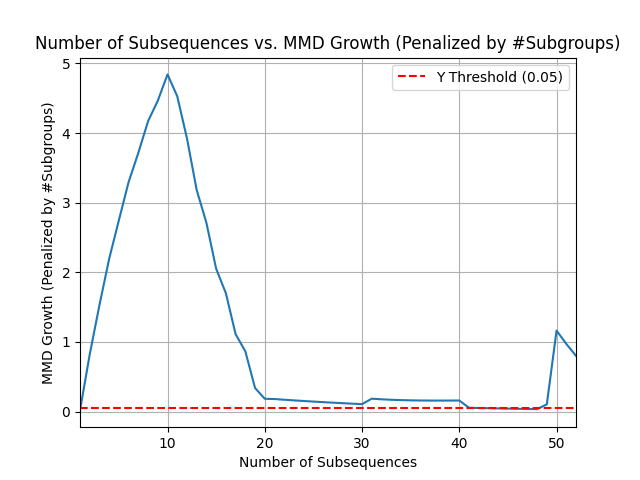 Number of Subsequences vs. MMD Growth (Penalized by #Subgroups)
Y Threshold (0.05)
MMD Growth (Penalized by #Subgroups)
5
4
3
2
1
0
10 20 30 40 50
Number of Subsequences